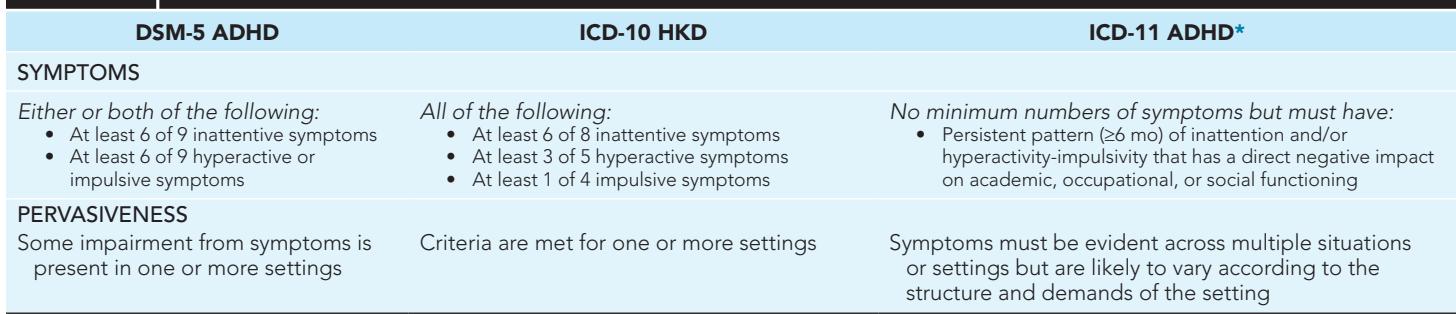 DSM-5 ADHD ICD-10 HKD ICD-11 ADHD*
SYMPTOMS
Either or both of the following:
• At least 6 of 9 inattentive symptoms
• At least 6 of 9 hyperactive or
impulsive symptoms
All of the following:
• At least 6 of 8 inattentive symptoms
• At least 3 of 5 hyperactive symptoms
• At least 1 of 4 impulsive symptoms
No minimum numbers of symptoms but must have:
• Persistent pattern (≥6 mo) of inattention and/or
hyperactivity-impulsivity that has a direct negative impact
on academic, occupational, or social functioning
PERVASIVENESS
Some impairment from symptoms is
present in one or more settings
Criteria are met for one or more settings
Symptoms must be evident across multiple situations
or settings but are likely to vary according to the
structure and demands of the setting